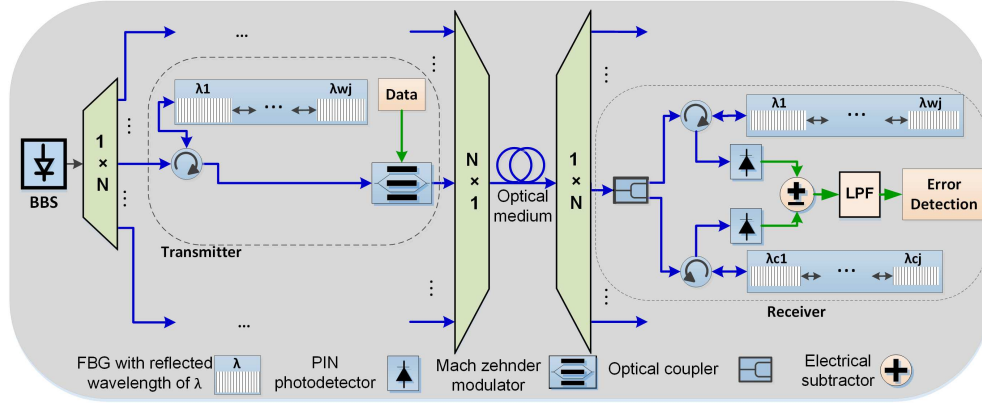 ...
λ1 ... λwj
Data
BBS
1 × N
Transmitter
...
N × 1
Optical
medium
1 × N
λ1 ... λwj
LPF
Error
Detection
λc1 ... λcj
Receiver
FBG with reflected
wavelength of λ
λ
PIN
photodetector
Mach zehnder
modulator
Optical coupler
Electrical
subtractor